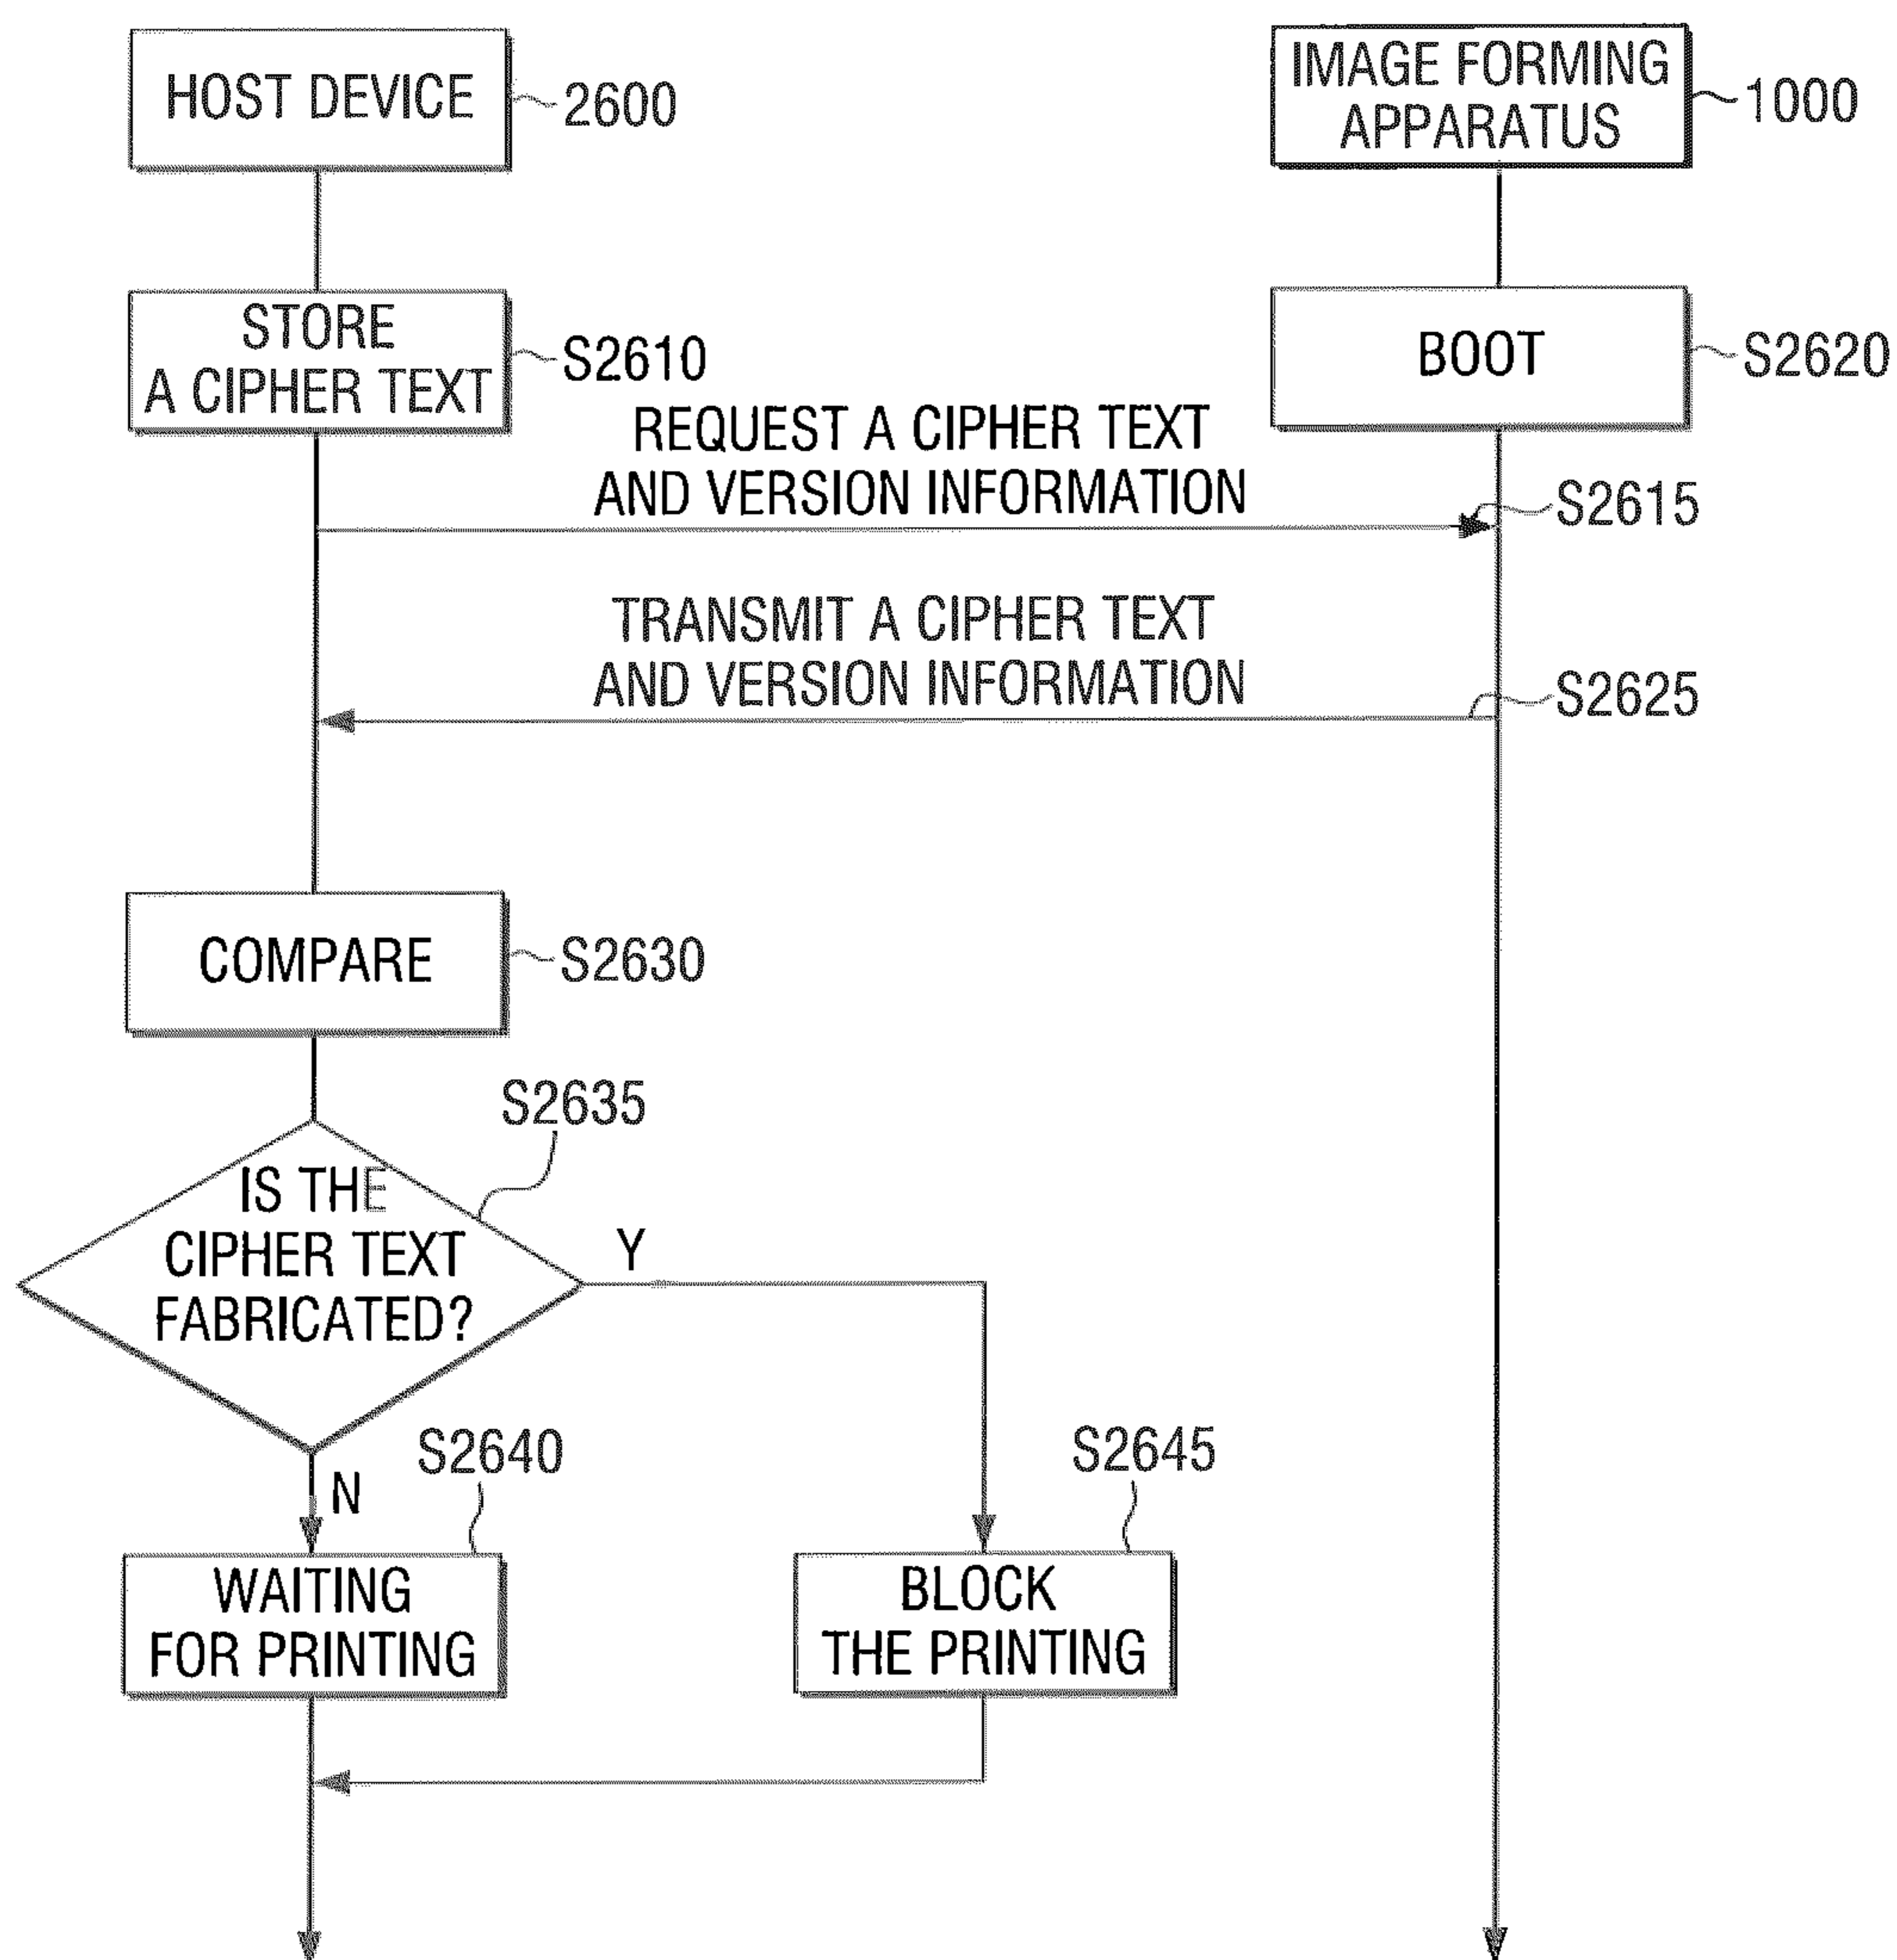 HOST DEVICE
2600
IMAGE FORMING
APPARATUS
1000
STORE
A CIPHER TEXT
S2610
BOOT
S2620
REQUEST A CIPHER TEXT
AND VERSION INFORMATION
S2615
TRANSMIT A CIPHER TEXT
AND VERSION INFORMATION
S2625
COMPARE
S2630
S2635
IS THE
CIPHER TEXT
FABRICATED?
Y
N
S2640
S2645
WAITING
FOR PRINTING
BLOCK
THE PRINTING